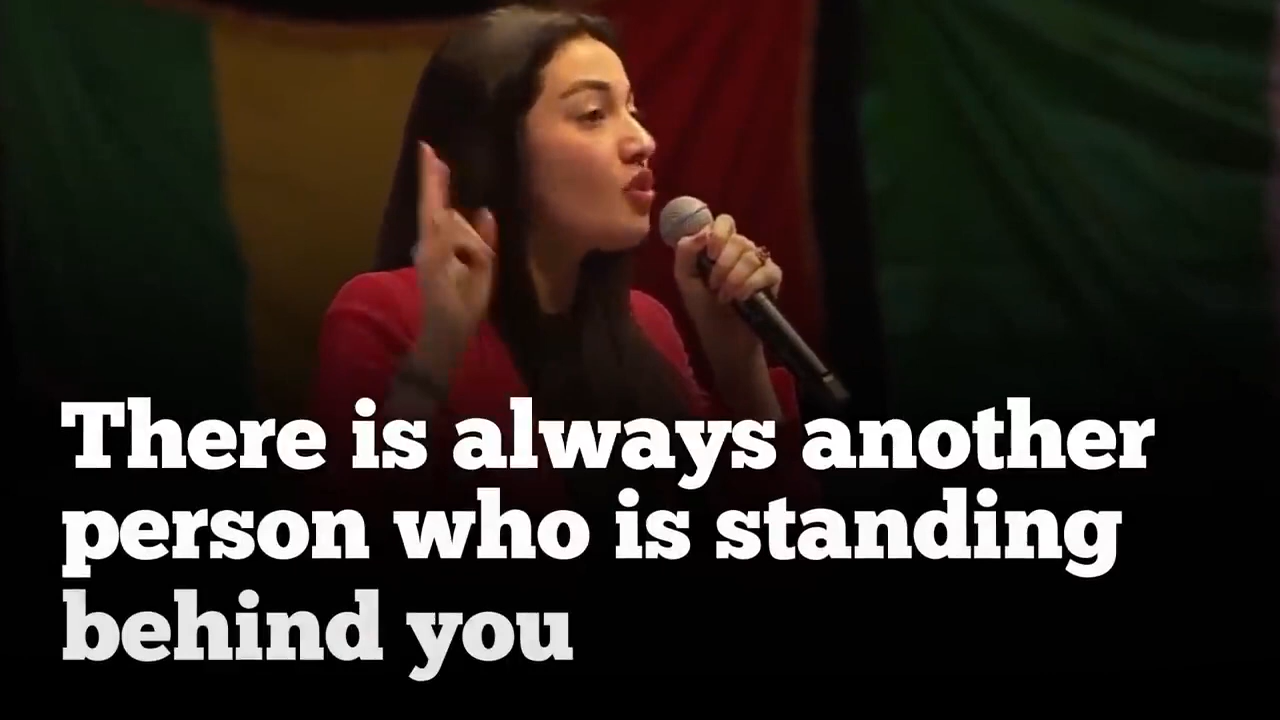 There is always another
person who is standing
behind you